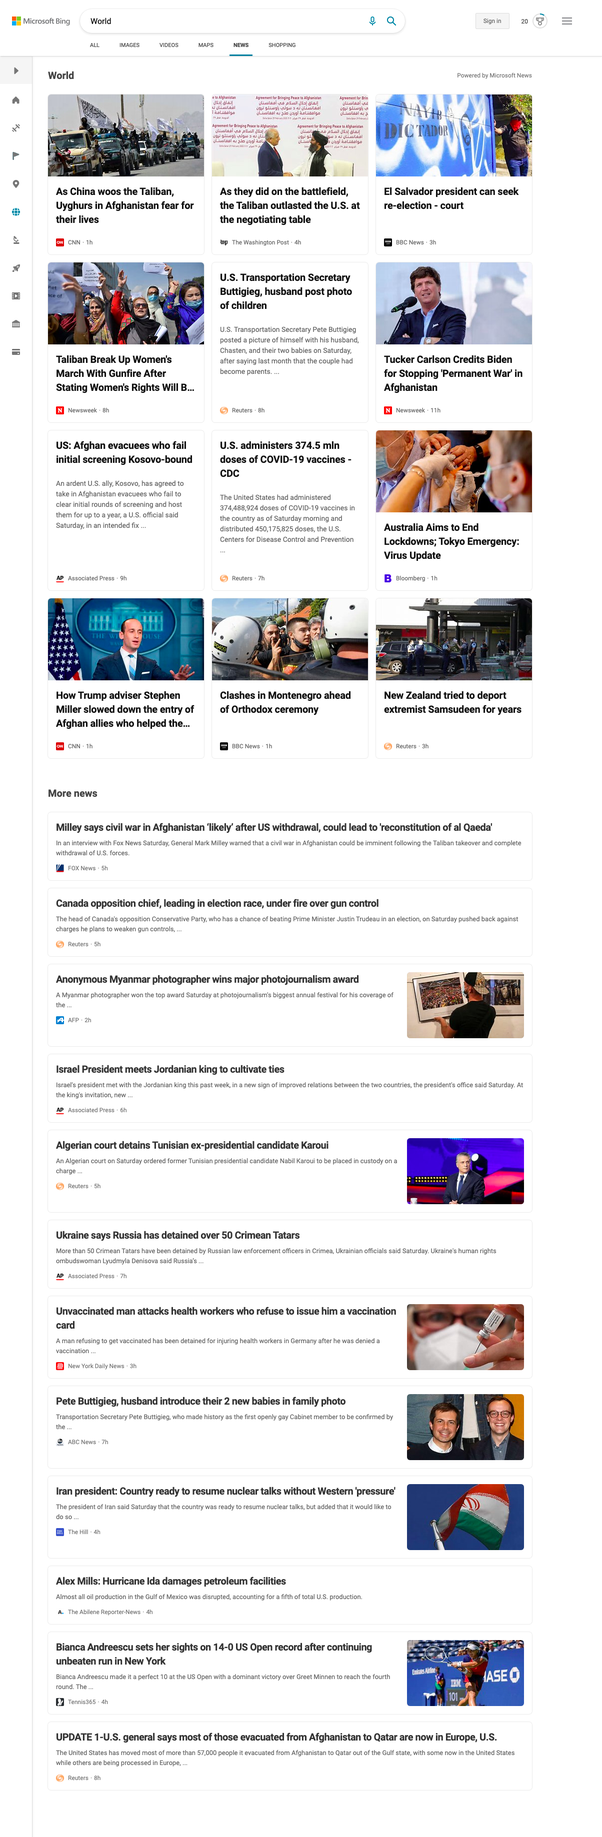 Microsoft Bing
World
Sign in
20
ALL
IMAGES
VIDEOS
MAPS
NEWS
SHOPPING
World
Powered by Microsoft News
As China woos the Taliban,
Uyghurs in Afghanistan fear for
their lives
CNN · 1h
As they did on the battlefield,
the Taliban outlasted the U.S. at
the negotiating table
wp The Washington Post · 4h
NAYIB
DICTADOR
El Salvador president can seek
re-election - court
BBC News · 3h
Taliban Break Up Women's
March With Gunfire After
Stating Women's Rights Will B...
N Newsweek · 8h
U.S. Transportation Secretary
Buttigieg, husband post photo
of children
U.S. Transportation Secretary Pete Buttigieg
posted a picture of himself with his husband,
Chasten, and their two babies on Saturday,
after saying last month that the couple had
become parents. ...
Reuters · 8h
Tucker Carlson Credits Biden
for Stopping 'Permanent War' in
Afghanistan
N Newsweek · 11h
US: Afghan evacuees who fail
initial screening Kosovo-bound
An ardent U.S. ally, Kosovo, has agreed to
take in Afghanistan evacuees who fail to
clear initial rounds of screening and host
them for up to a year, a U.S. official said
Saturday, in an intended fix ...
AP Associated Press · 9h
U.S. administers 374.5 mln
doses of COVID-19 vaccines -
CDC
The United States had administered
374,488,924 doses of COVID-19 vaccines in
the country as of Saturday morning and
distributed 450,175,825 doses, the U.S.
Centers for Disease Control and Prevention
...
Reuters · 7h
Australia Aims to End
Lockdowns; Tokyo Emergency:
Virus Update
B Bloomberg · 1h
How Trump adviser Stephen
Miller slowed down the entry of
Afghan allies who helped the...
CNN · 1h
Clashes in Montenegro ahead
of Orthodox ceremony
BBC News · 1h
New Zealand tried to deport
extremist Samsudeen for years
Reuters · 3h
More news
Milley says civil war in Afghanistan 'likely' after US withdrawal, could lead to 'reconstitution of al Qaeda'
In an interview with Fox News Saturday, General Mark Milley warned that a civil war in Afghanistan could be imminent following the Taliban takeover and complete
withdrawal of U.S. forces.
FOX News · 5h
Canada opposition chief, leading in election race, under fire over gun control
The head of Canada's opposition Conservative Party, who has a chance of beating Prime Minister Justin Trudeau in an election, on Saturday pushed back against
charges he plans to weaken gun controls, ...
Reuters · 5h
Anonymous Myanmar photographer wins major photojournalism award
A Myanmar photographer won the top award Saturday at photojournalism's biggest annual festival for his coverage of
the ...
AFP · 2h
Israel President meets Jordanian king to cultivate ties
Israel's president met with the Jordanian king this past week, in a new sign of improved relations between the two countries, the president's office said Saturday. At
the king's invitation, new ...
AP Associated Press · 6h
Algerian court detains Tunisian ex-presidential candidate Karoui
An Algerian court on Saturday ordered former Tunisian presidential candidate Nabil Karoui to be placed in custody on a
charge ...
Reuters · 5h
Ukraine says Russia has detained over 50 Crimean Tatars
More than 50 Crimean Tatars have been detained by Russian law enforcement officers in Crimea, Ukrainian officials said Saturday. Ukraine's human rights
ombudswoman Lyudmyla Denisova said Russia's ...
AP Associated Press · 7h
Unvaccinated man attacks health workers who refuse to issue him a vaccination
card
A man refusing to get vaccinated has been detained for injuring health workers in Germany after he was denied a
vaccination ...
New York Daily News · 3h
Pete Buttigieg, husband introduce their 2 new babies in family photo
Transportation Secretary Pete Buttigieg, who made history as the first openly gay Cabinet member to be confirmed by
the ...
ABC News · 7h
Iran president: Country ready to resume nuclear talks without Western 'pressure'
The president of Iran said Saturday that the country was ready to resume nuclear talks, but added that it would like to
do so ...
The Hill · 4h
Alex Mills: Hurricane Ida damages petroleum facilities
Almost all oil production in the Gulf of Mexico was disrupted, accounting for a fifth of total U.S. production.
The Abilene Reporter-News · 4h
Bianca Andreescu sets her sights on 14-0 US Open record after continuing
unbeaten run in New York
Bianca Andreescu made it a perfect 10 at the US Open with a dominant victory over Greet Minnen to reach the fourth
round. The ...
Tennis365 · 4h
UPDATE 1-U.S. general says most of those evacuated from Afghanistan to Qatar are now in Europe, U.S.
The United States has moved most of more than 57,000 people it evacuated from Afghanistan to Qatar out of the Gulf state, with some now in the United States
while others are being processed in Europe, ...
Reuters · 8h